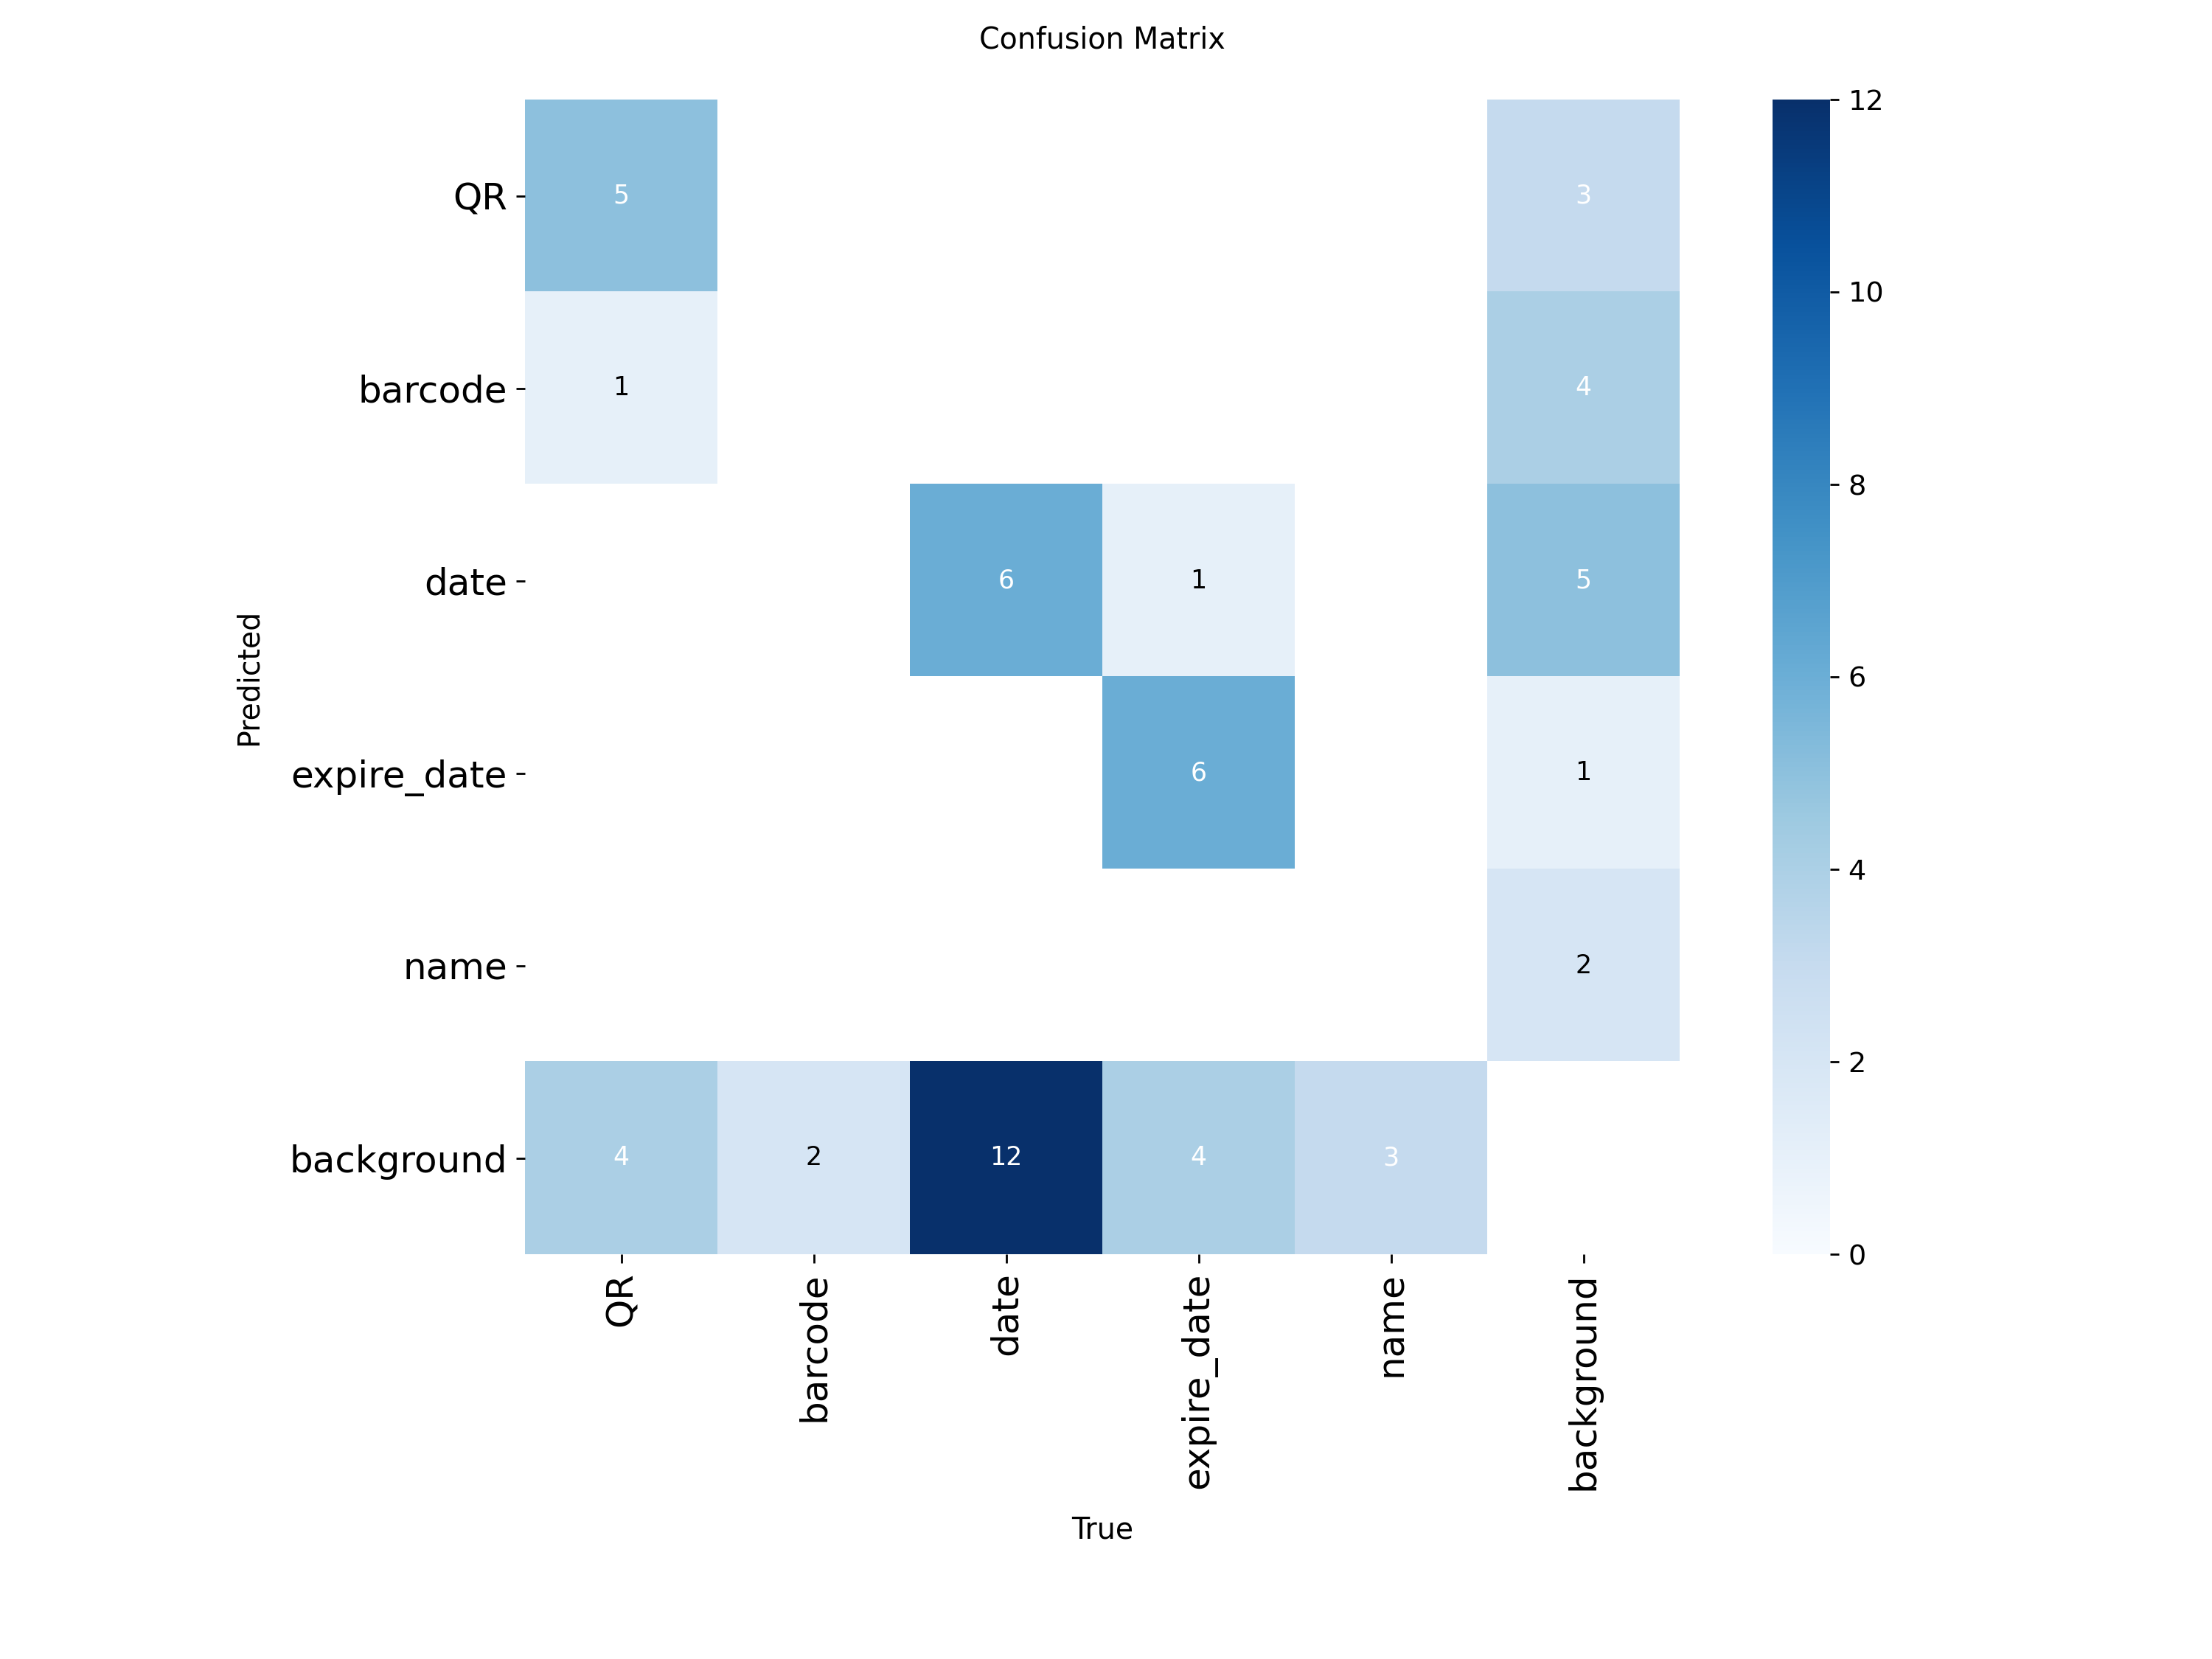 Confusion Matrix
QR
5
3
barcode
1
4
date
6
1
5
expire_date
6
1
name
2
background
4
2
12
4
3
QR
barcode
date
expire_date
name
background
Predicted
True
12
10
8
6
4
2
0